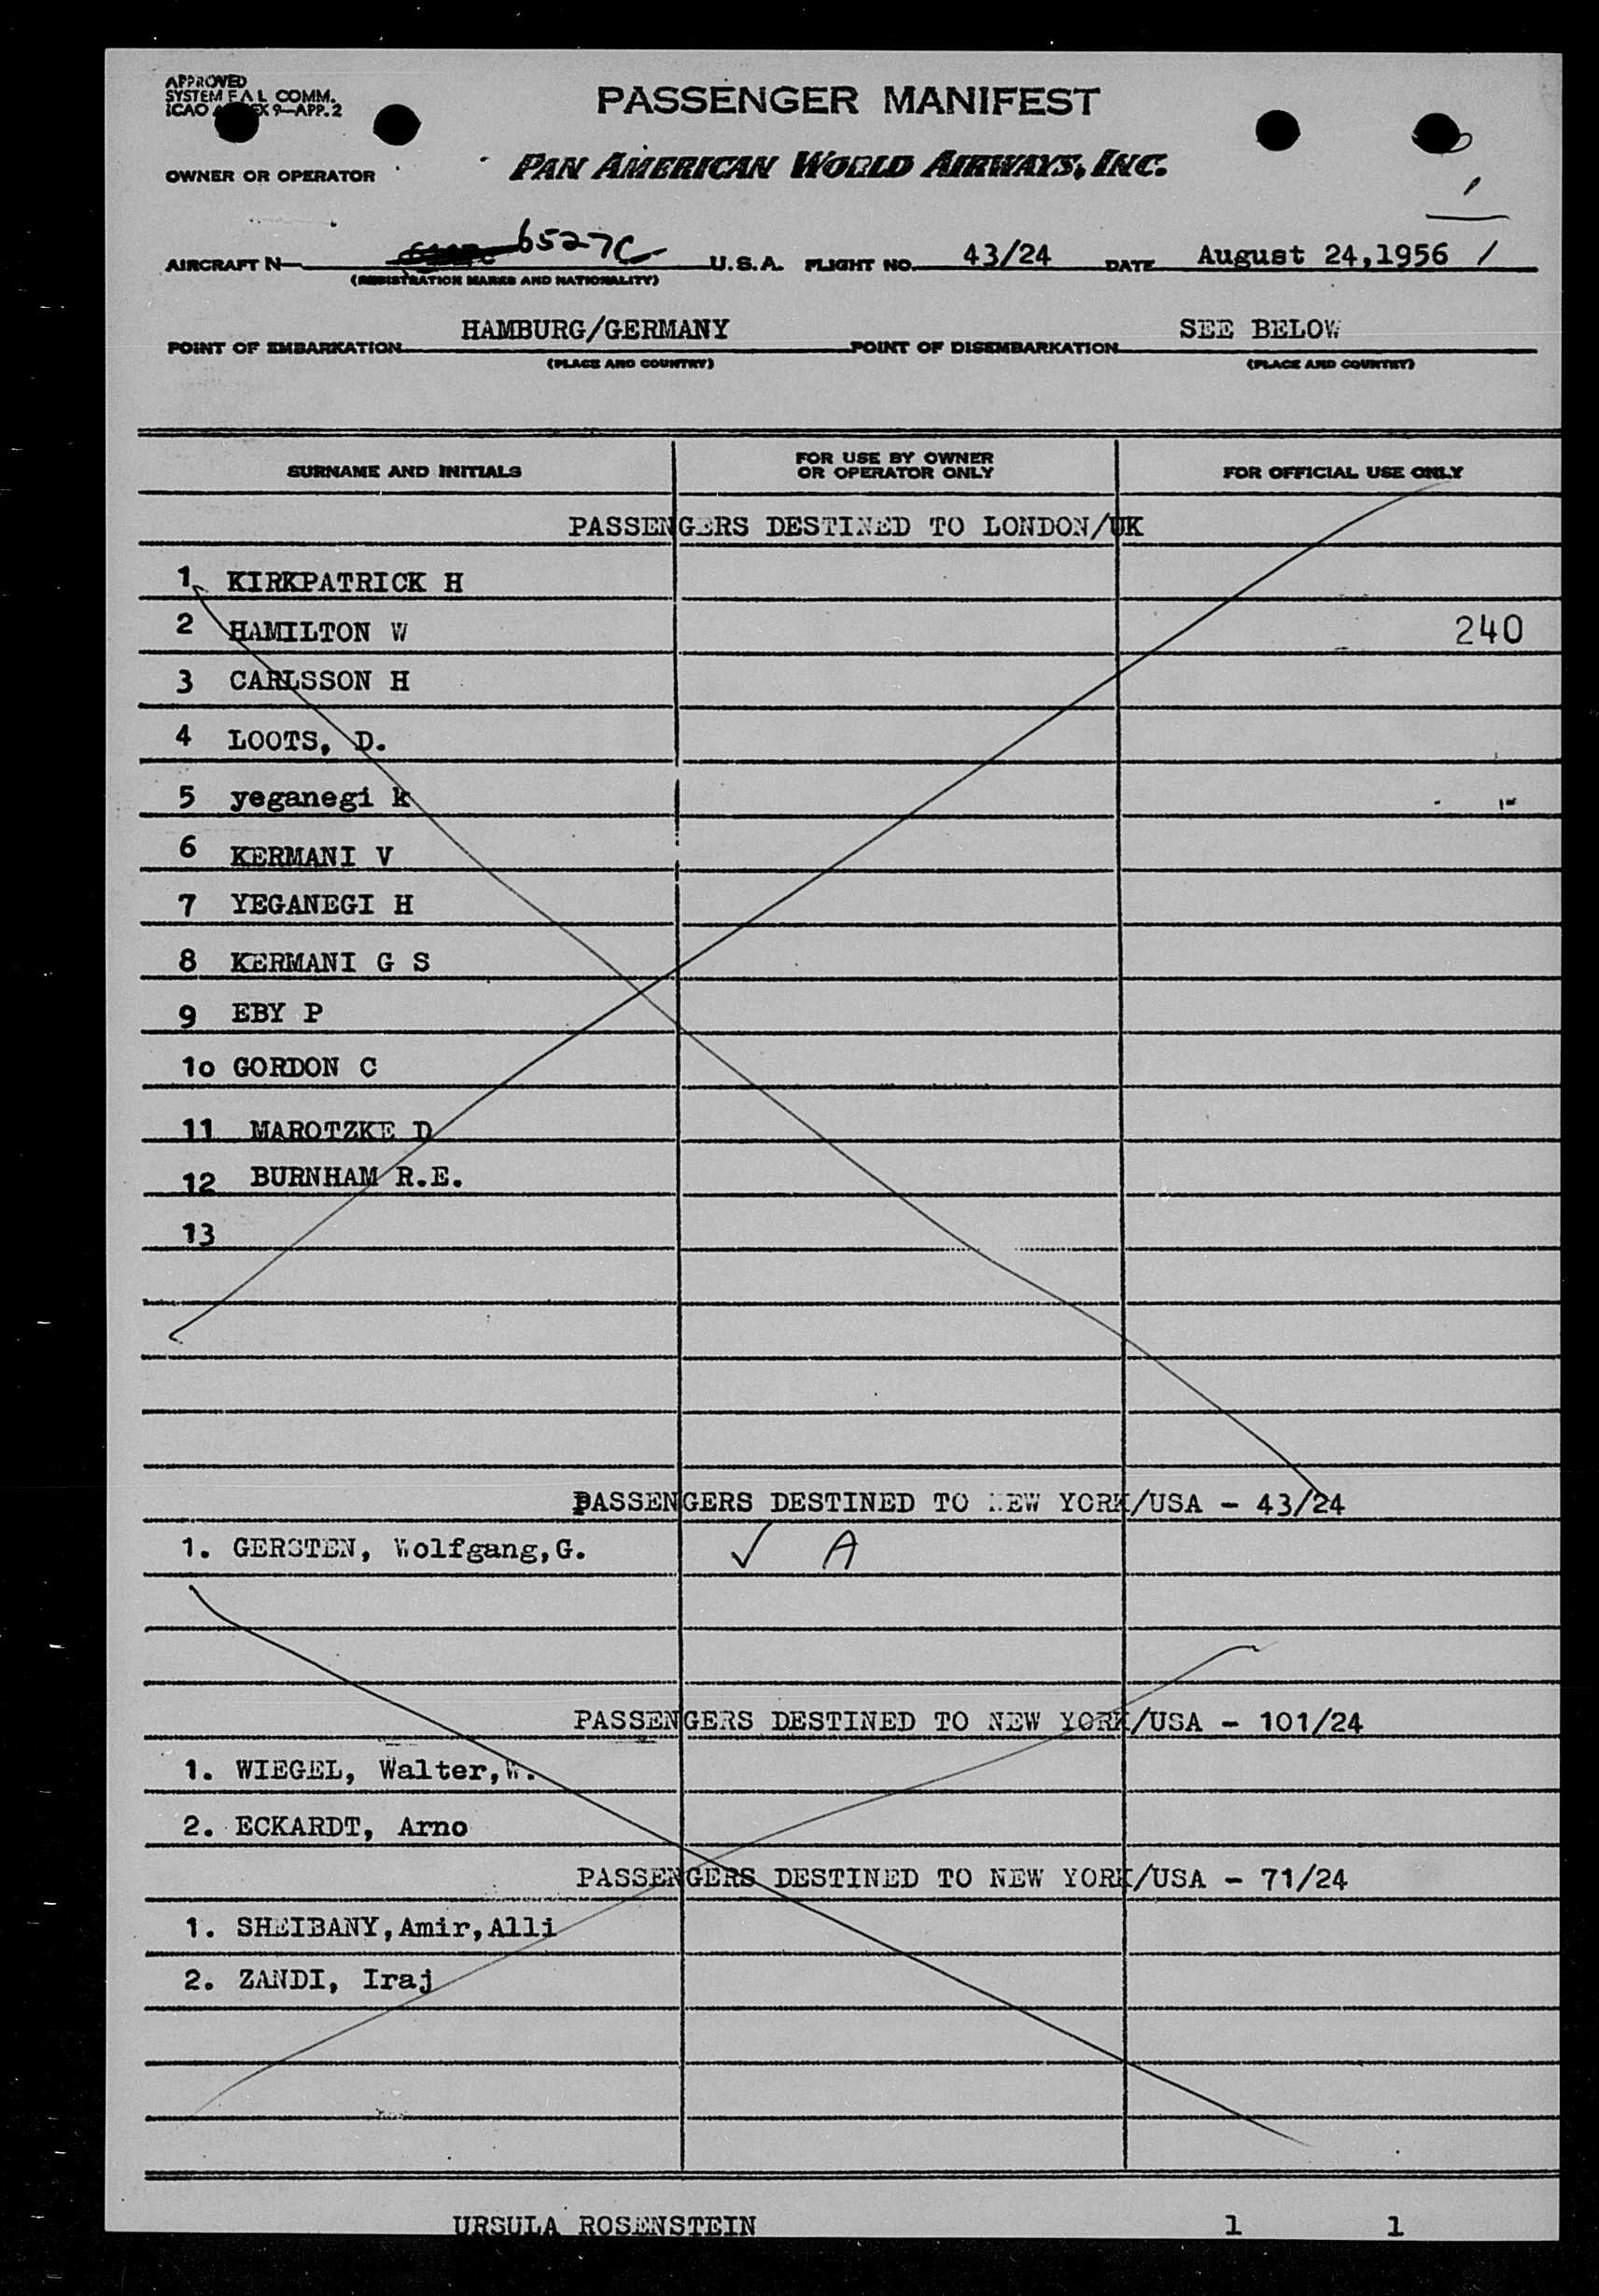 APPROVED
SYSTEM F A L COMM.
ICAO EX 9—APP. 2
PASSENGER MANIFEST
OWNER OR OPERATOR
PAN AMERICAN WORLD AIRWAYS, INC.
AIRCRAFT N 6527C U.S.A. FLIGHT NO. 43/24 DATE August 24,1956 /
(REGISTRATION MARKS AND NATIONALITY)
POINT OF EMBARKATION HAMBURG/GERMANY POINT OF DISEMBARKATION SEE BELOW
(PLACE AND COUNTRY) (PLACE AND COUNTRY)
SURNAME AND INITIALS FOR USE BY OWNER OR OPERATOR ONLY FOR OFFICIAL USE ONLY
PASSENGERS DESTINED TO LONDON/UK
1 KIRKPATRICK H
2 HAMILTON W 240
3 CARLSSON H
4 LOOTS, D.
5 yeganegi k
6 KERMANI V
7 YEGANEGI H
8 KERMANI G S
9 EBY P
1o GORDON C
11 MAROTZKE D
12 BURNHAM R.E.
13
PASSENGERS DESTINED TO NEW YORK/USA - 43/24
1. GERSTEN, Wolfgang,G. ✓ A
PASSENGERS DESTINED TO NEW YORK/USA - 101/24
1. WIEGEL, Walter,W.
2. ECKARDT, Arno
PASSENGERS DESTINED TO NEW YORK/USA - 71/24
1. SHEIBANY,Amir,Alli
2. ZANDI, Iraj
URSULA ROSENSTEIN 1 1